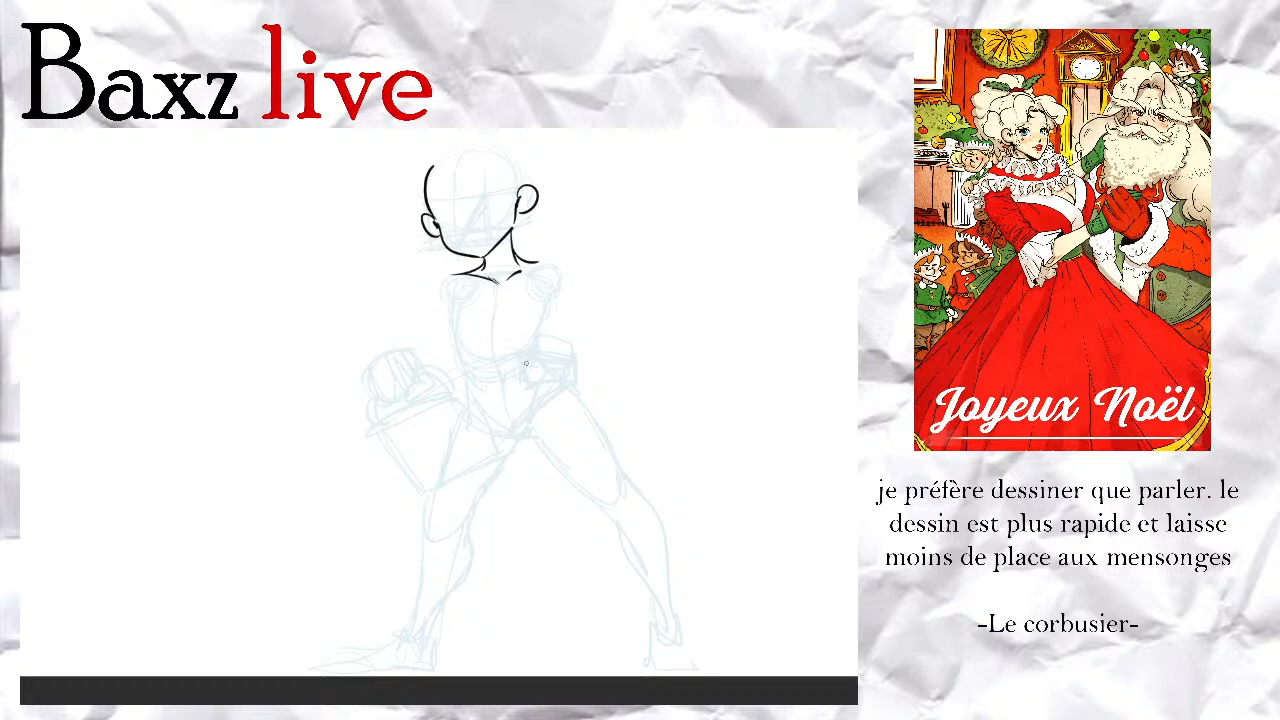 Baxz live
Joyeux Noël
je préfère dessiner que parler. le
dessin est plus rapide et laisse
moins de place aux mensonges
-Le corbusier-